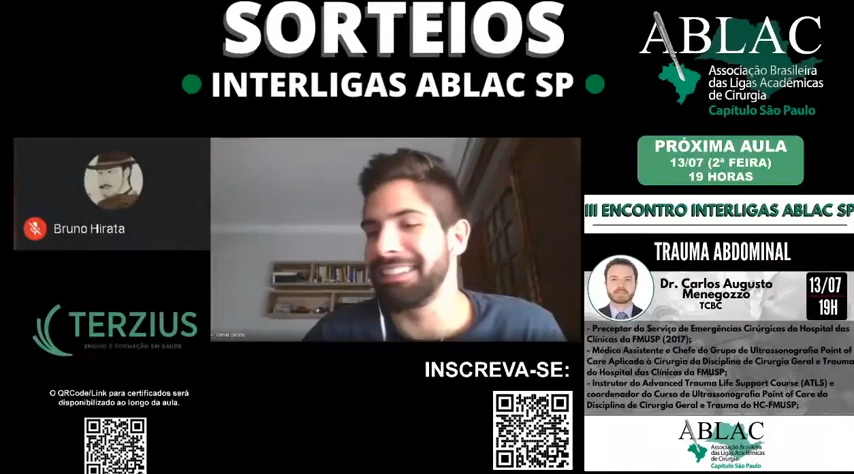 SORTEIOS
INTERLIGAS ABLAC SP
ABLAC
Associação Brasileira
das Ligas Acadêmicas
de Cirurgia
Capítulo São Paulo
Bruno Hirata
PRÓXIMA AULA
13/07 (2ª FEIRA)
19 HORAS
III ENCONTRO INTERLIGAS ABLAC SP
TRAUMA ABDOMINAL
Dr. Carlos Augusto
Menegozzo
TCBC
13/07
19H
- Preceptor do Serviço de Emergências Cirúrgicas do Hospital das
Clínicas da FMUSP (2017);
- Médico Assistente e Chefe do Grupo de Ultrassonografia Point of
Care Aplicada à Cirurgia da Disciplina de Cirurgia Geral e Trauma
do Hospital das Clínicas da FMUSP;
- Instrutor do Advanced Trauma Life Support Course (ATLS) e
coordenador do Curso de Ultrassonografia Point of Care da
Disciplina de Cirurgia Geral e Trauma do HC-FMUSP;
TERZIUS
ENSINO E FORMAÇÃO EM SAÚDE
INSCREVA-SE:
O QRCode/Link para certificados será
disponibilizado ao longo da aula.
ABLAC
Associação Brasileira
das Ligas Acadêmicas
de Cirurgia
Capítulo São Paulo